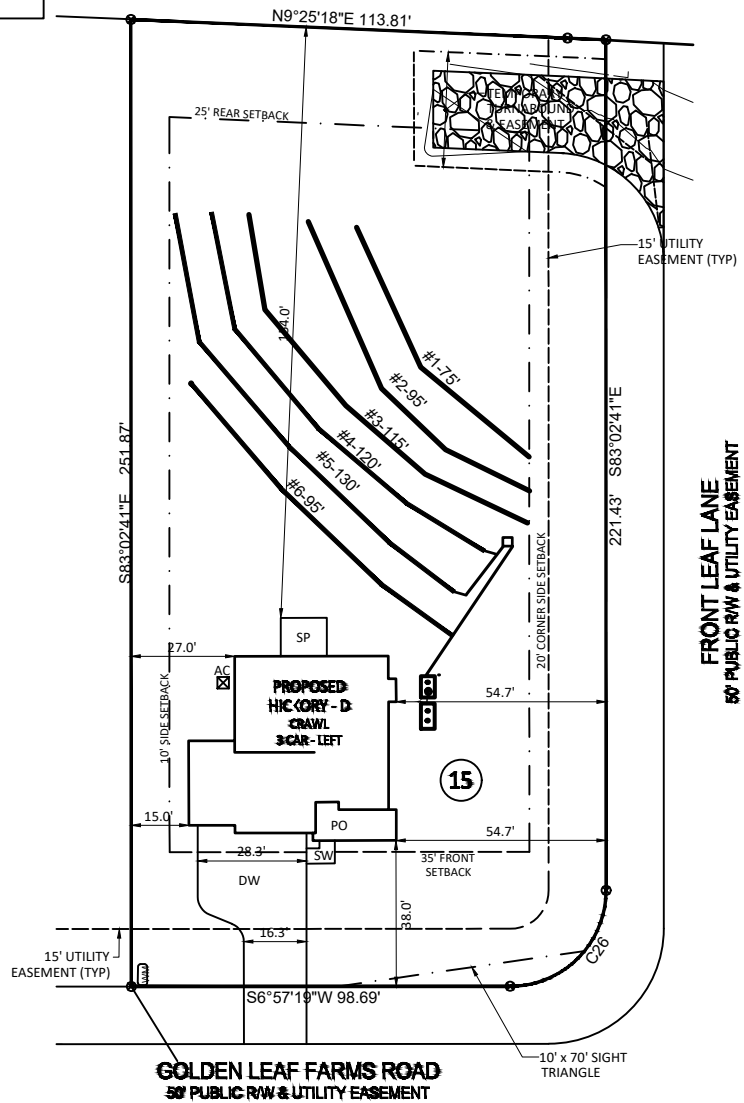 N9°25'18"E 113.81'
25' REAR SETBACK
TURNAROUND
& EASEMENT
15' UTILITY
EASEMENT (TYP)
#1-75'
#2-95'
#3-115'
#4-120'
#5-130'
#6-95'
S83°02'41"E 251.87'
S83°02'41"E
221.43'
FRONT LEAF LANE
50' PUBLIC R/W & UTILITY EASEMENT
20' CORNER SIDE SETBACK
SP
27.0'
AC
PROPOSED
HICKORY - D
CRAWL
3 CAR - LEFT
54.7'
10' SIDE SETBACK
15
15.0'
PO
54.7'
28.3'
SW
35' FRONT
SETBACK
DW
38.0'
16.3'
15' UTILITY
EASEMENT (TYP)
WM
C26
S6°57'19"W 98.69'
10' x 70' SIGHT
TRIANGLE
GOLDEN LEAF FARMS ROAD
50' PUBLIC R/W & UTILITY EASEMENT